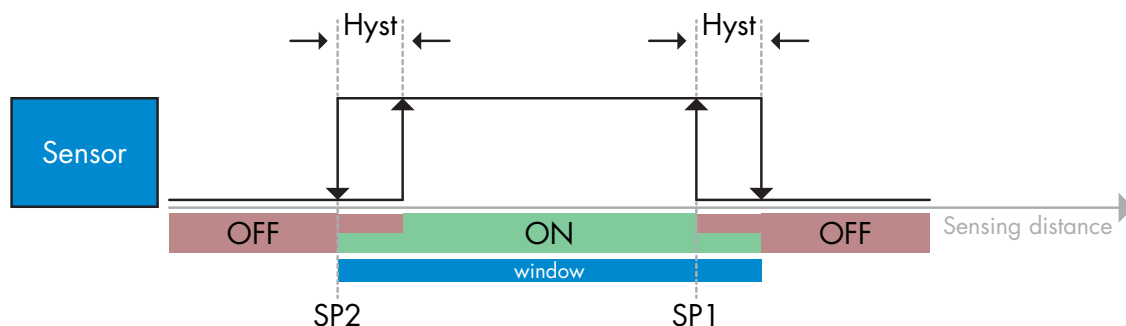 Hyst
Hyst
Sensor
OFF
ON
OFF
Sensing distance
window
SP2
SP1